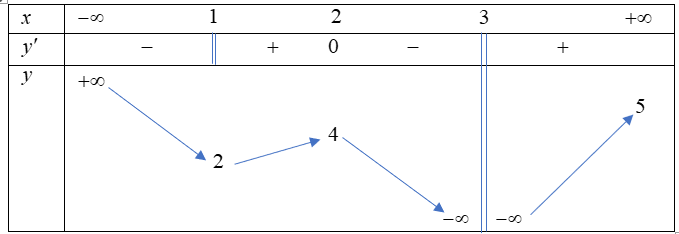 x −∞ 1 2 3 +∞
y′ − + 0 − +
y +∞ 2 4 −∞ −∞ 5